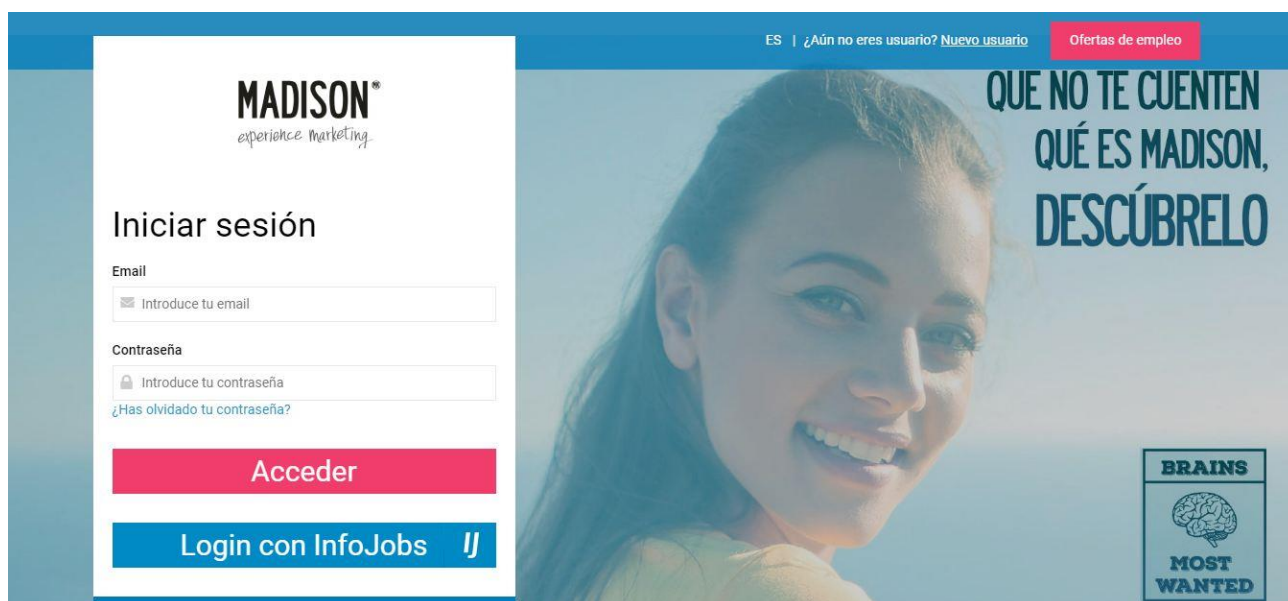 ES | ¿Aún no eres usuario? Nuevo usuario
Ofertas de empleo
MADISON
experience marketing
Iniciar sesión
Email
Introduce tu email
Contraseña
Introduce tu contraseña
¿Has olvidado tu contraseña?
Acceder
Login con InfoJobs IJ
QUE NO TE CUENTEN
QUÉ ES MADISON,
DESCÚBRELO
BRAINS
MOST
WANTED